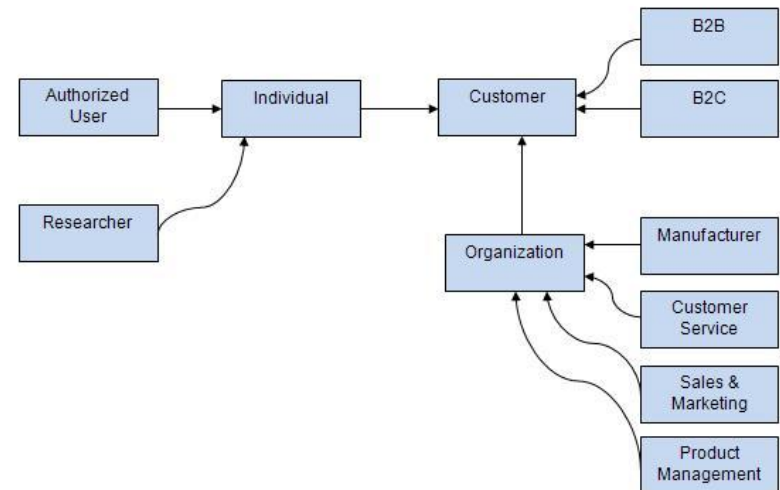 B2B
Authorized
User
Individual
Customer
B2C
Researcher
Organization
Manufacturer
Customer
Service
Sales &
Marketing
Product
Management